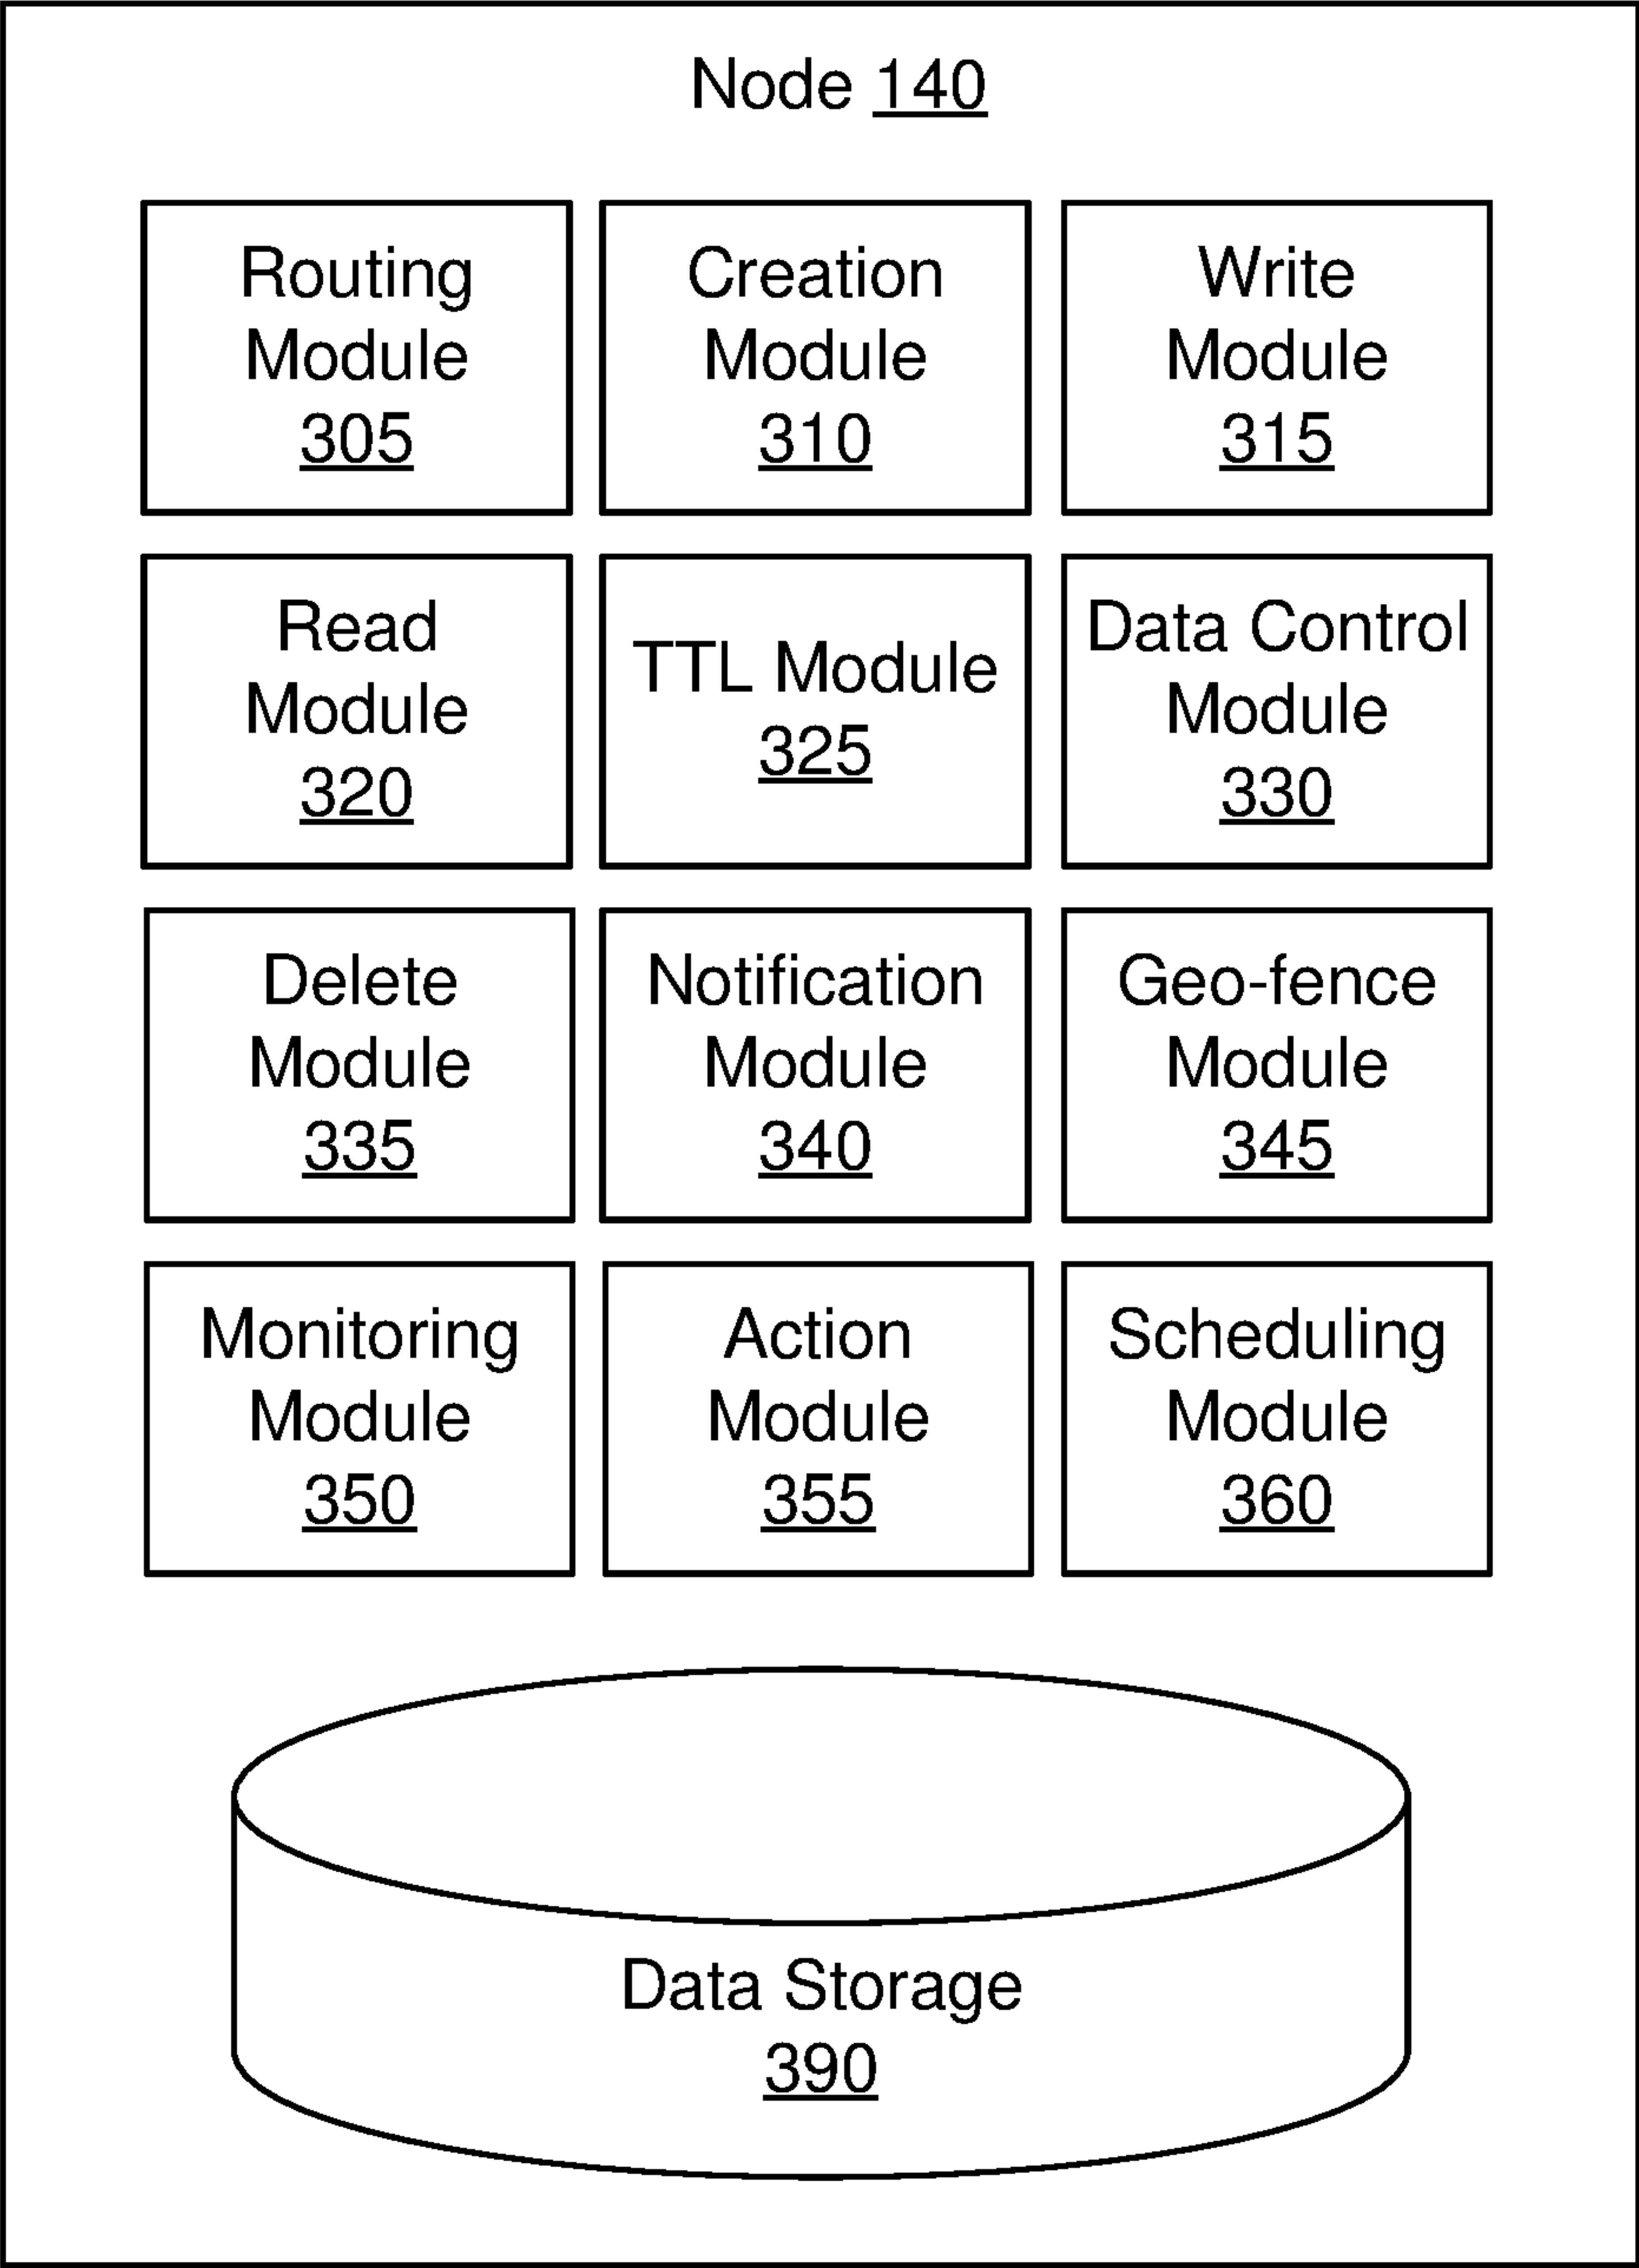 Node 140
Routing
Module
305
Creation
Module
310
Write
Module
315
Read
Module
320
TTL Module
325
Data Control
Module
330
Delete
Module
335
Notification
Module
340
Geo-fence
Module
345
Monitoring
Module
350
Action
Module
355
Scheduling
Module
360
Data Storage
390